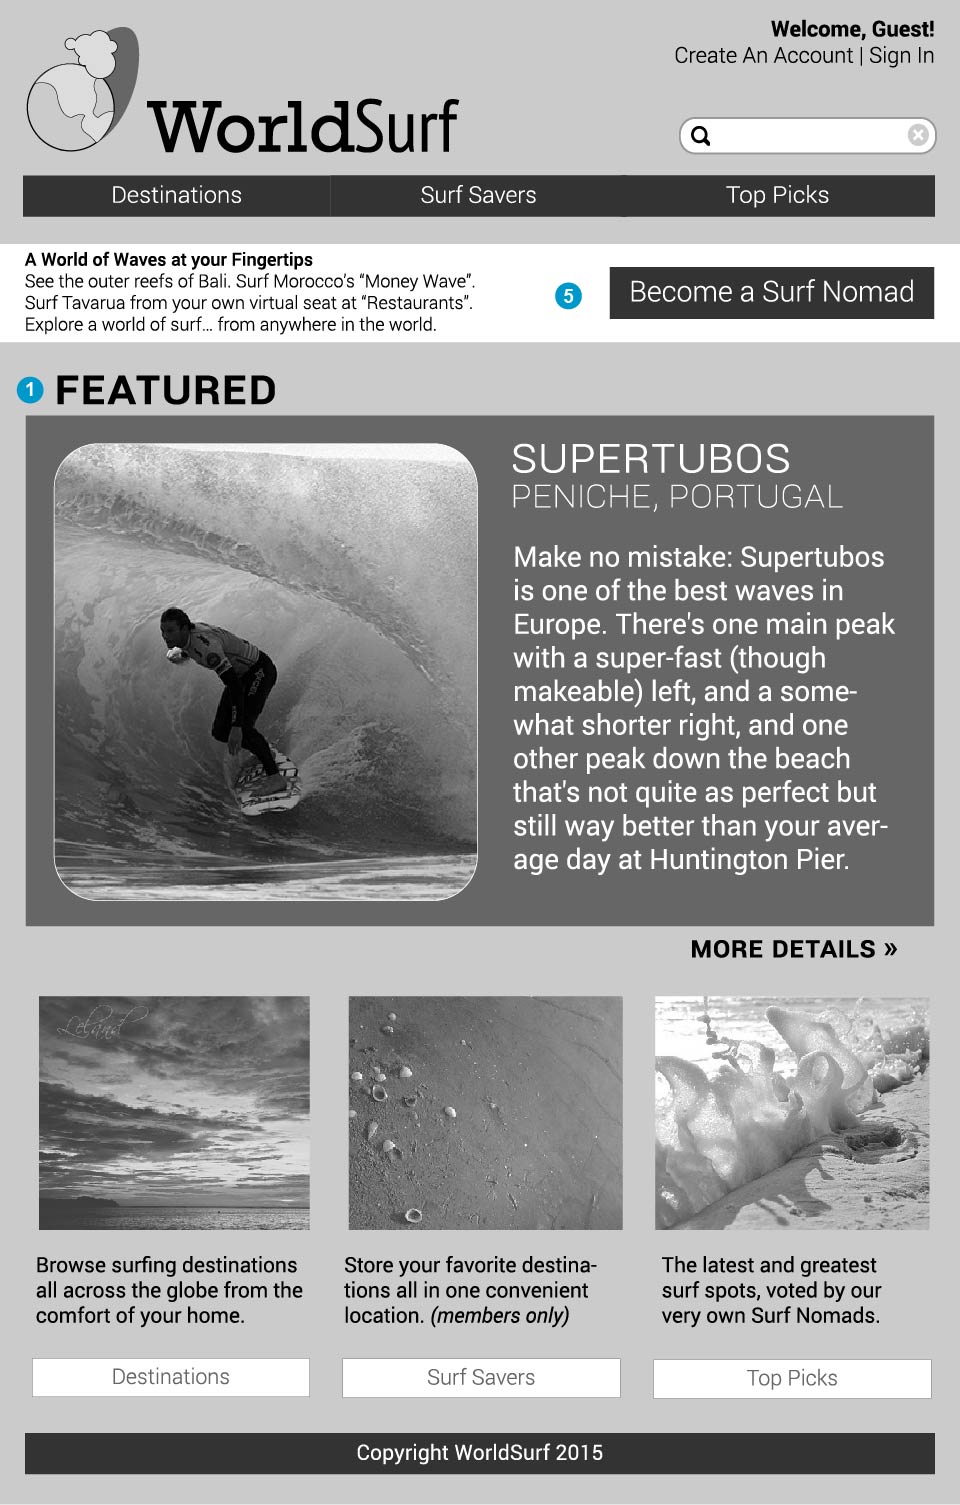 Welcome, Guest!
Create An Account | Sign In
WorldSurf
Destinations
Surf Savers
Top Picks
A World of Waves at your Fingertips
See the outer reefs of Bali. Surf Morocco’s “Money Wave”.
Surf Tavarua from your own virtual seat at “Restaurants”.
Explore a world of surf... from anywhere in the world.
5
Become a Surf Nomad
1
FEATURED
SUPERTUBOS
PENICHE, PORTUGAL
Make no mistake: Supertubos
is one of the best waves in
Europe. There's one main peak
with a super-fast (though
makeable) left, and a some-
what shorter right, and one
other peak down the beach
that's not quite as perfect but
still way better than your aver-
age day at Huntington Pier.
MORE DETAILS »
Leland
Browse surfing destinations
all across the globe from the
comfort of your home.
Store your favorite destina-
tions all in one convenient
location. (members only)
The latest and greatest
surf spots, voted by our
very own Surf Nomads.
Destinations
Surf Savers
Top Picks
Copyright WorldSurf 2015